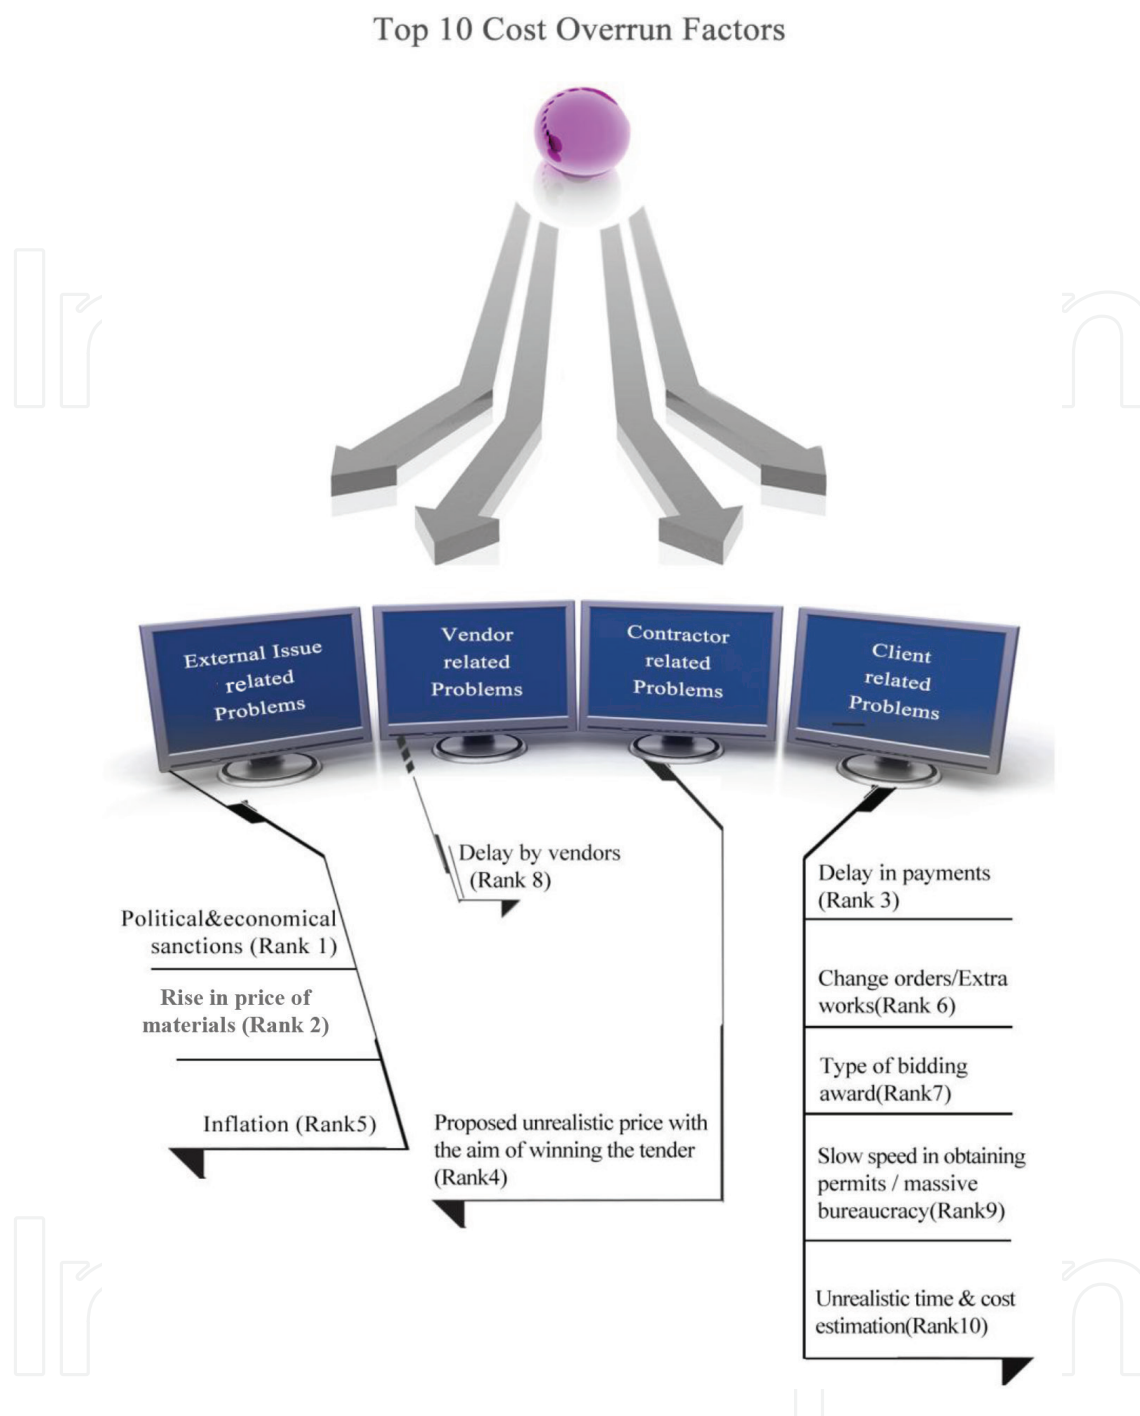 Top 10 Cost Overrun Factors
External Issue
related
Problems
Vendor
related
Problems
Contractor
related
Problems
Client
related
Problems
Political&economical
sanctions (Rank 1)
Rise in price of
materials (Rank 2)
Inflation (Rank5)
Delay by vendors
(Rank 8)
Proposed unrealistic price with
the aim of winning the tender
(Rank4)
Delay in payments
(Rank 3)
Change orders/Extra
works(Rank 6)
Type of bidding
award(Rank7)
Slow speed in obtaining
permits / massive
bureaucracy(Rank9)
Unrealistic time & cost
estimation(Rank10)